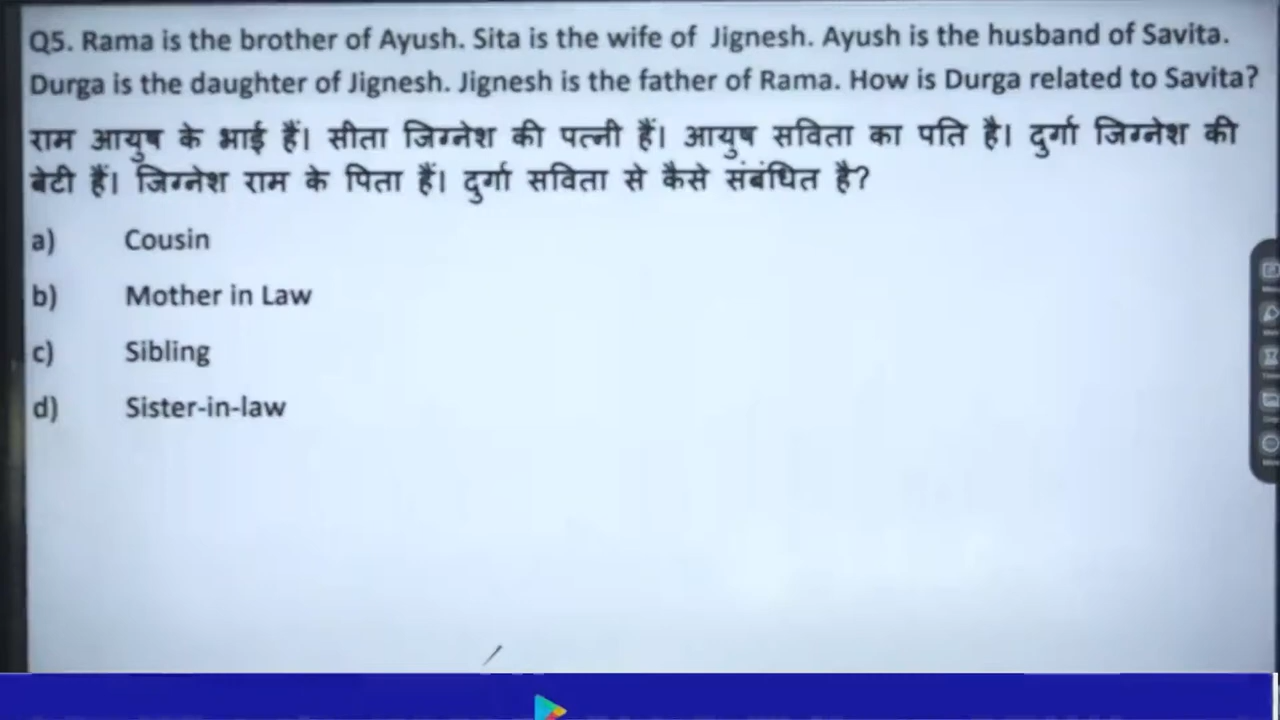 Q5. Rama is the brother of Ayush. Sita is the wife of Jignesh. Ayush is the husband of Savita.
Durga is the daughter of Jignesh. Jignesh is the father of Rama. How is Durga related to Savita?
राम आयुष के भाई हैं। सीता जिग्नेश की पत्नी हैं। आयुष सविता का पति है। दुर्गा जिग्नेश की
बेटी हैं। जिग्नेश राम के पिता हैं। दुर्गा सविता से कैसे संबंधित है?
a) Cousin
b) Mother in Law
c) Sibling
d) Sister-in-law